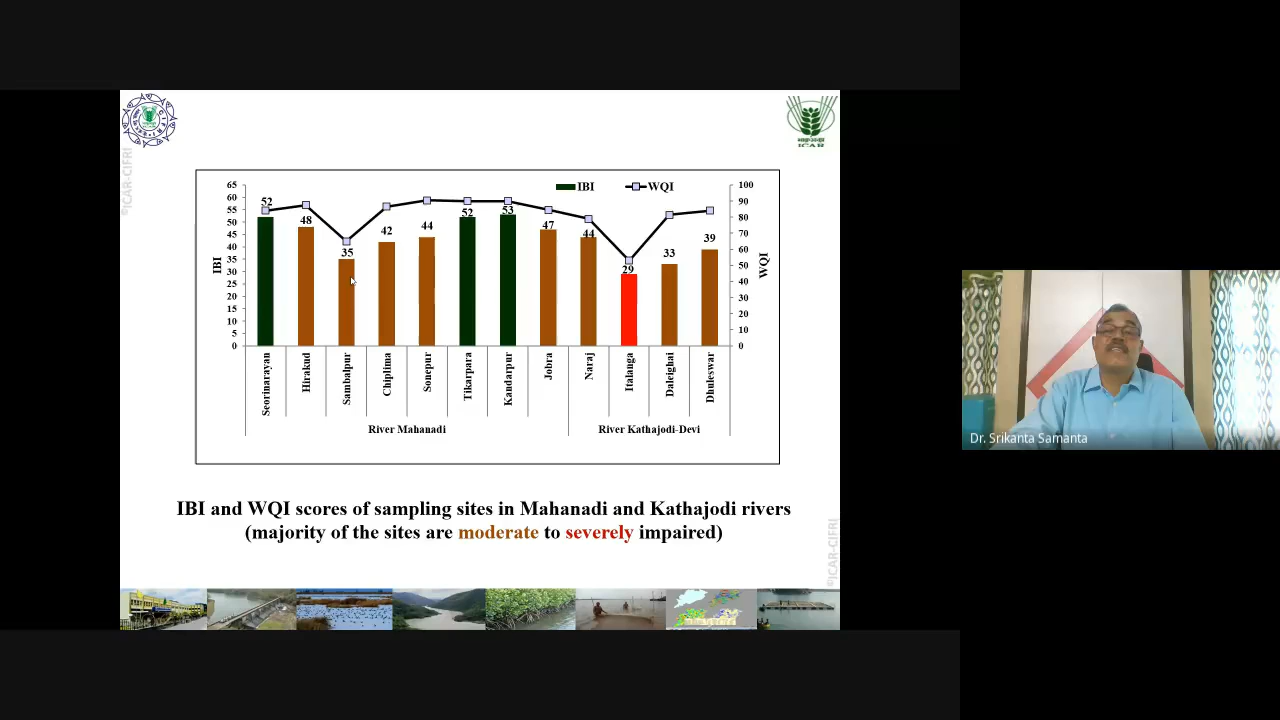 ©ICAR-CIFRI
ICAR
IBI
WQI
65
60
55
50
45
40
35
30
25
20
15
10
5
0
IBI
100
90
80
70
60
50
40
30
20
10
0
WQI
52
48
35
42
44
52
53
47
44
29
33
39
Seorinarayan
Hirakud
Sambalpur
Chiplima
Sonepur
Tikarpara
Kandarpur
Jobra
Naraj
Italanga
Daleighai
Dhuleswar
River Mahanadi
River Kathajodi-Devi
IBI and WQI scores of sampling sites in Mahanadi and Kathajodi rivers
(majority of the sites are moderate to severely impaired)
©ICAR-CIFRI
Dr. Srikanta Samanta